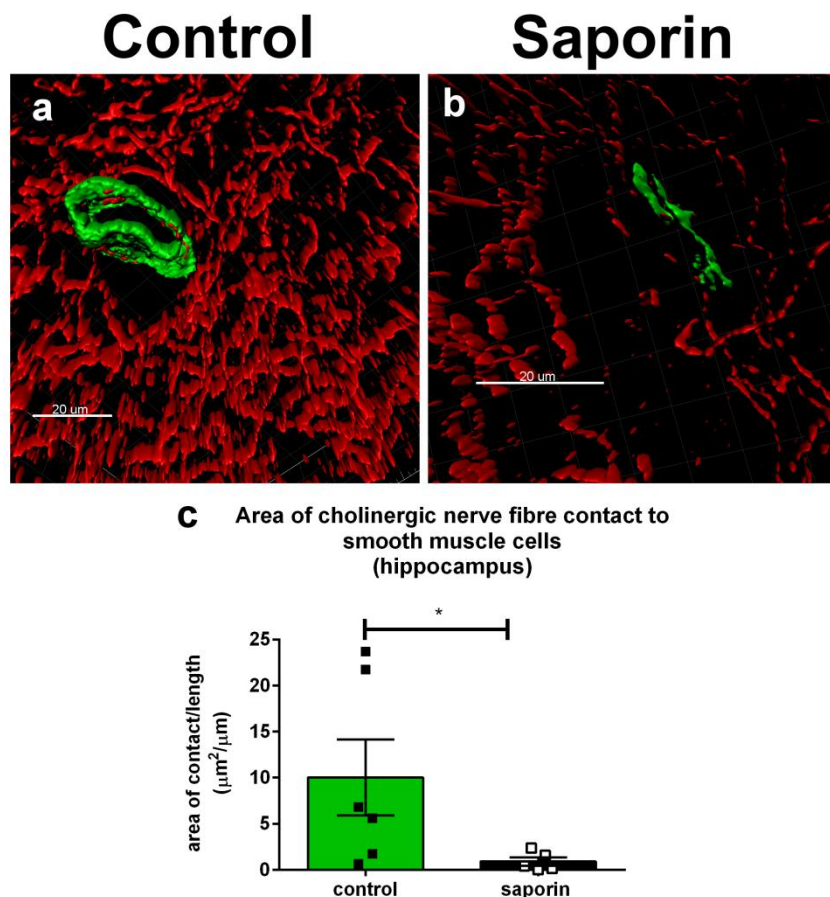 Control
Saporin
a
b
20 um
20 um
c
Area of cholinergic nerve fibre contact to
smooth muscle cells
(hippocampus)
*
area of contact/length
(μm²/μm)
25
20
15
10
5
0
control
saporin